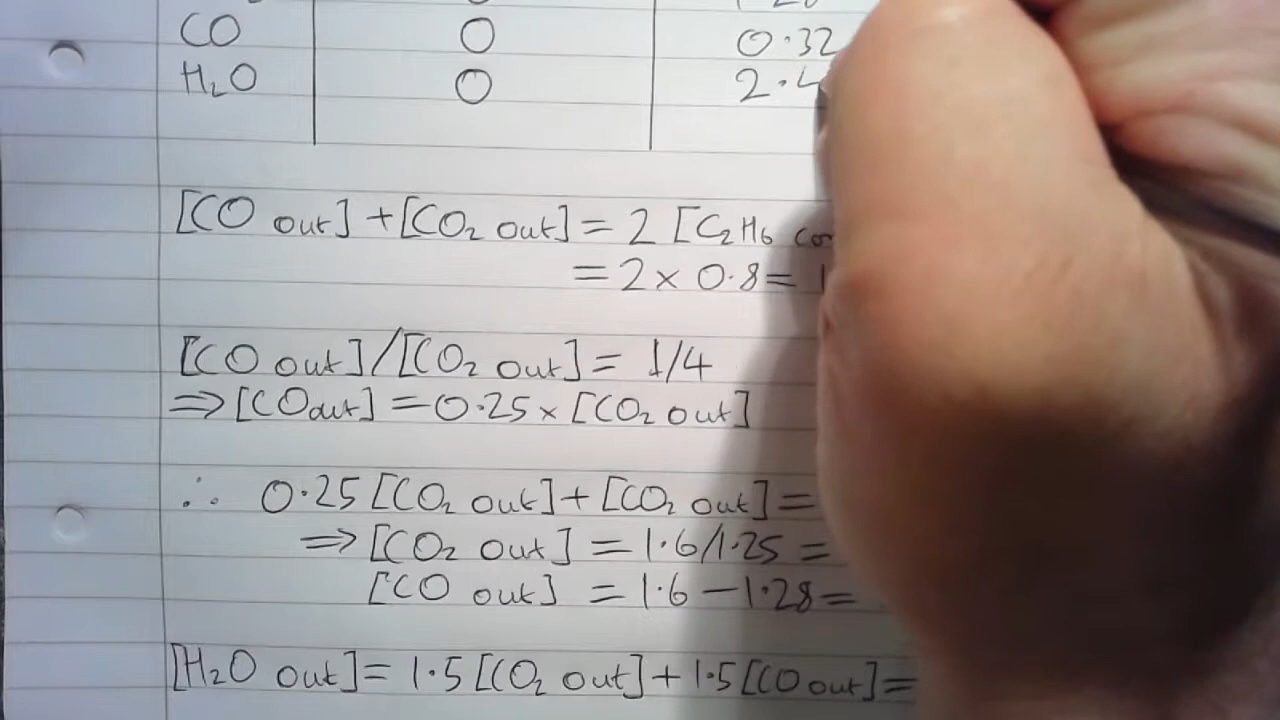 CO 0 0.32
H₂O 0 2.4
[CO out] + [CO₂ out] = 2 [C₂H₆
= 2 × 0.8 =
[CO out]/[CO₂ out] = 1/4
⇒ [CO out] = 0.25 × [CO₂ out]
∴ 0.25 [CO₂ out] + [CO₂ out] =
⇒ [CO₂ out] = 1.6/1.25 =
[CO out] = 1.6 – 1.28 =
[H₂O out] = 1.5 [CO₂ out] + 1.5 [CO out] =